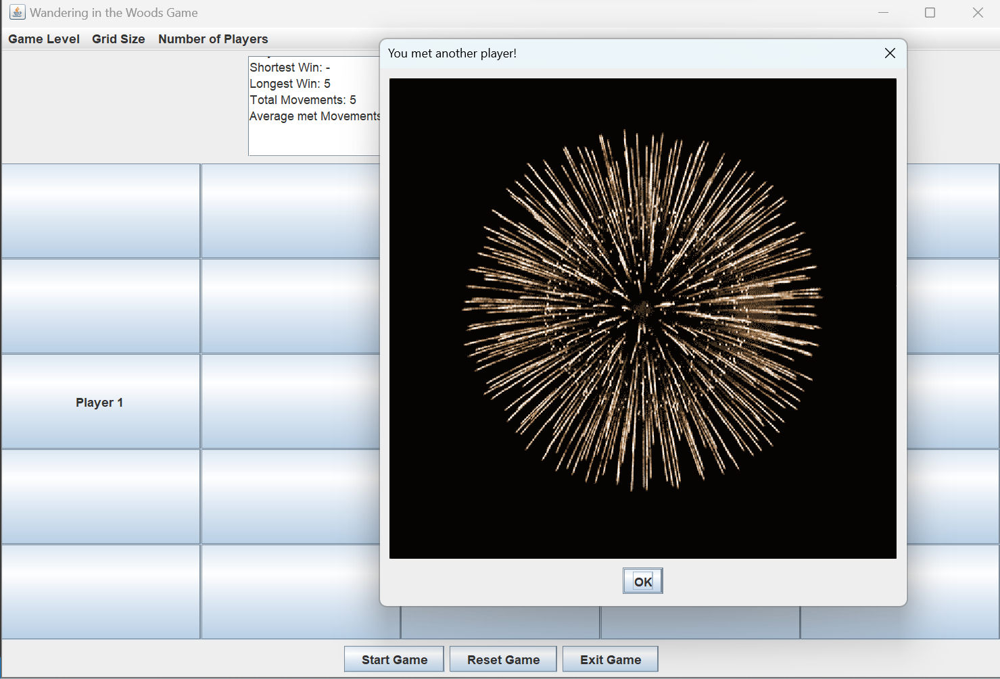 Wandering in the Woods Game
Game Level Grid Size Number of Players
You met another player!
Shortest Win: -
Longest Win: 5
Total Movements: 5
Average met Movements
Player 1
OK
Start Game Reset Game Exit Game